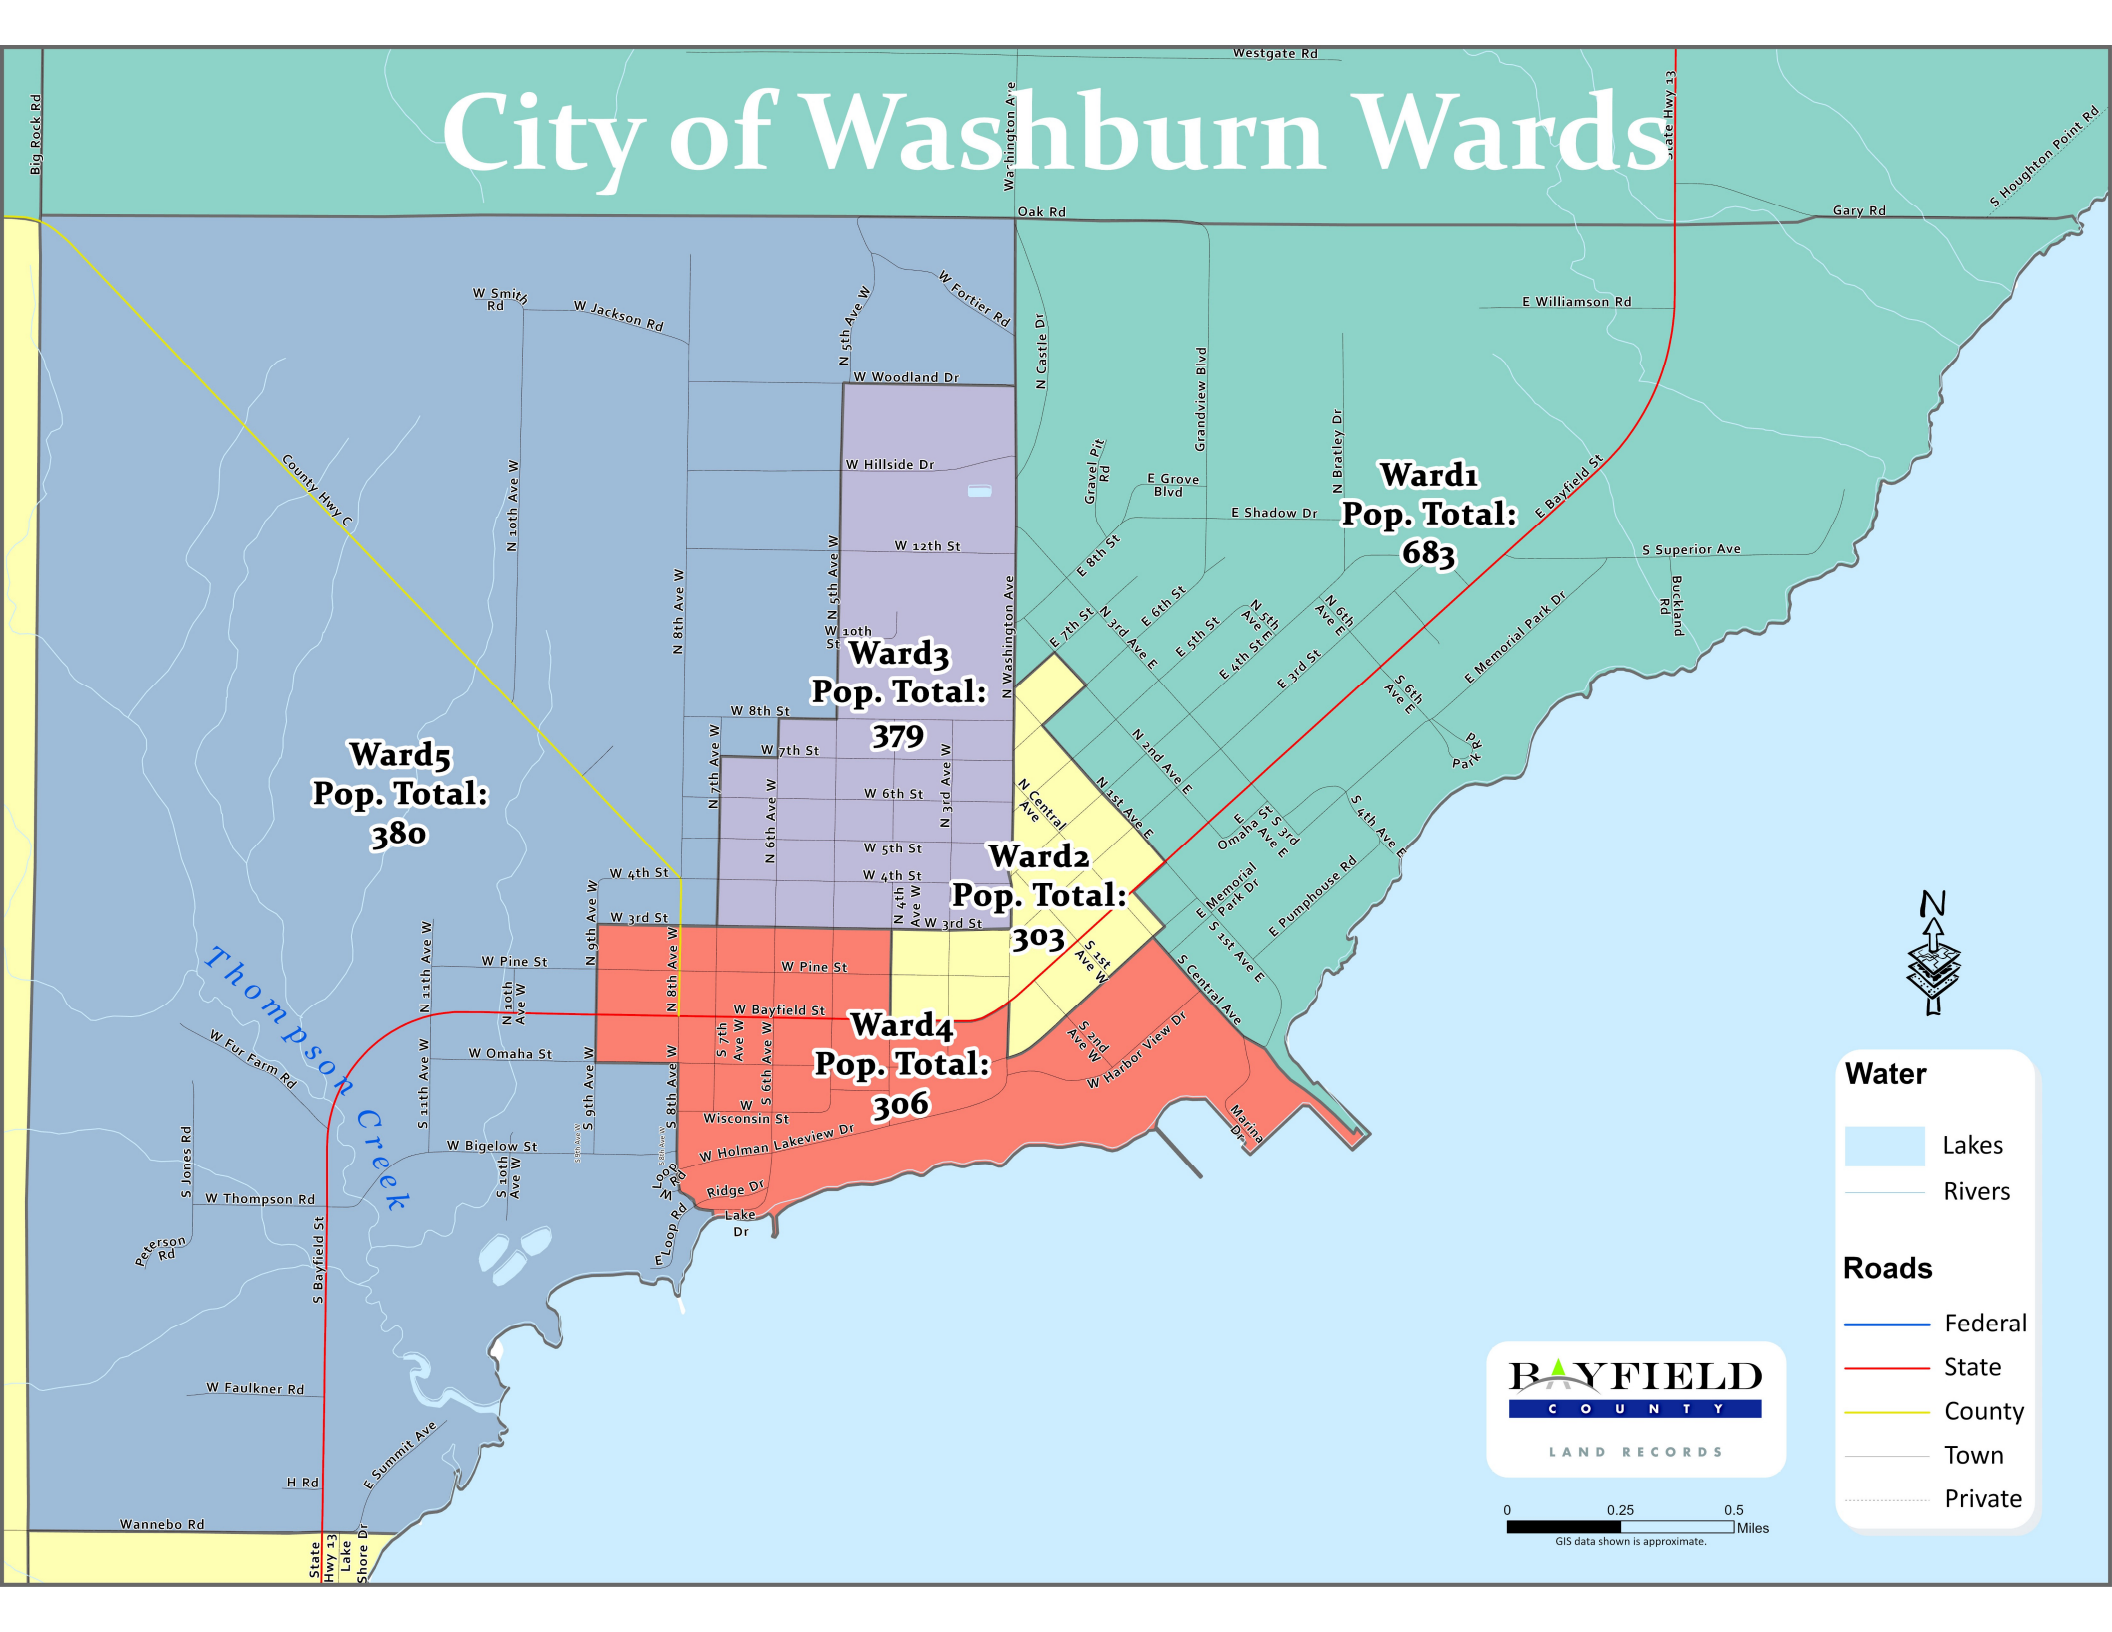 Westgate Rd
Big Rock Rd
Washington Ave
State Hwy 13
S Houghton Point Rd
City of Washburn Wards
Oak Rd
Gary Rd
W Smith
Rd
W Jackson Rd
N 5th Ave W
W Fortier Rd
N Castle Dr
E Williamson Rd
W Woodland Dr
Grandview Blvd
N Bratley Dr
County Hwy C
N 10th Ave W
W Hillside Dr
Gravel Pit
Rd
E Grove
Blvd
E Shadow Dr
Ward1
Pop. Total:
683
E Bayfield St
W 12th St
N 5th Ave W
N 8th Ave W
N Washington Ave
E 8th St
S Superior Ave
Buckland
Rd
W 10th
St
E 7th St
N 3rd Ave E
E 6th St
E 5th St
N 5th
Ave E
E 4th St
E 3rd St
N 6th
Ave E
E Memorial Park Dr
S 6th
Ave E
Park
Rd
Ward3
Pop. Total:
379
W 8th St
W 7th St
N 7th Ave W
N 6th Ave W
W 6th St
N 3rd Ave W
W 5th St
W 4th St
N 4th
Ave W
W 3rd St
N Central
Ave
N 1st Ave E
N 2nd Ave E
E
Omaha St
S 3rd
Ave E
S 4th Ave E
E Memorial
Park Dr
E Pumphouse Rd
S 1st Ave E
S Central Ave
Ward5
Pop. Total:
380
Ward2
Pop. Total:
303
W 4th St
W 3rd St
N 9th Ave W
N 11th Ave W
W Pine St
N 10th
Ave W
N 8th Ave W
W Pine St
W Bayfield St
S 1st
Ave W
S 2nd
Ave W
W Harbor View Dr
Marina
Dr
Ward4
Pop. Total:
306
Thompson Creek
W Fur Farm Rd
W Omaha St
S 11th Ave W
S 9th Ave W
S 8th Ave W
S 7th
Ave W
S 6th Ave W
W
Wisconsin St
W Holman Lakeview Dr
S 9th Ave W
S 8th Ave W
W Bigelow St
S 10th
Ave W
S Jones Rd
W Thompson Rd
Peterson
Rd
S Bayfield St
N
Loop
Rd
Ridge Dr
Lake
Dr
E Loop Rd
W Faulkner Rd
E Summit Ave
H Rd
Wannebo Rd
State
Hwy 13
Lake
Shore Dr
N
Water
Lakes
Rivers
Roads
Federal
State
County
Town
Private
BAYFIELD
COUNTY
LAND RECORDS
0 0.25 0.5
Miles
GIS data shown is approximate.